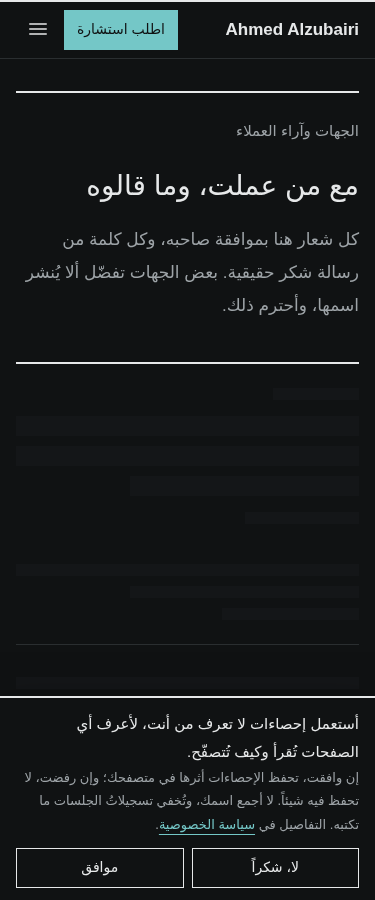 Ahmed Alzubairi
اطلب استشارة
الجهات وآراء العملاء
مع من عملت، وما قالوه
كل شعار هنا بموافقة صاحبه، وكل كلمة من
رسالة شكر حقيقية. بعض الجهات تفضّل ألا يُنشر
اسمها، وأحترم ذلك.
أستعمل إحصاءات لا تعرف من أنت، لأعرف أي
الصفحات تُقرأ وكيف تُتصفّح.
إن وافقت، تحفظ الإحصاءات أثرها في متصفحك؛ وإن رفضت، لا
تحفظ فيه شيئاً. لا أجمع اسمك، وتُخفي تسجيلاتُ الجلسات ما
تكتبه. التفاصيل في سياسة الخصوصية.
لا، شكراً
موافق